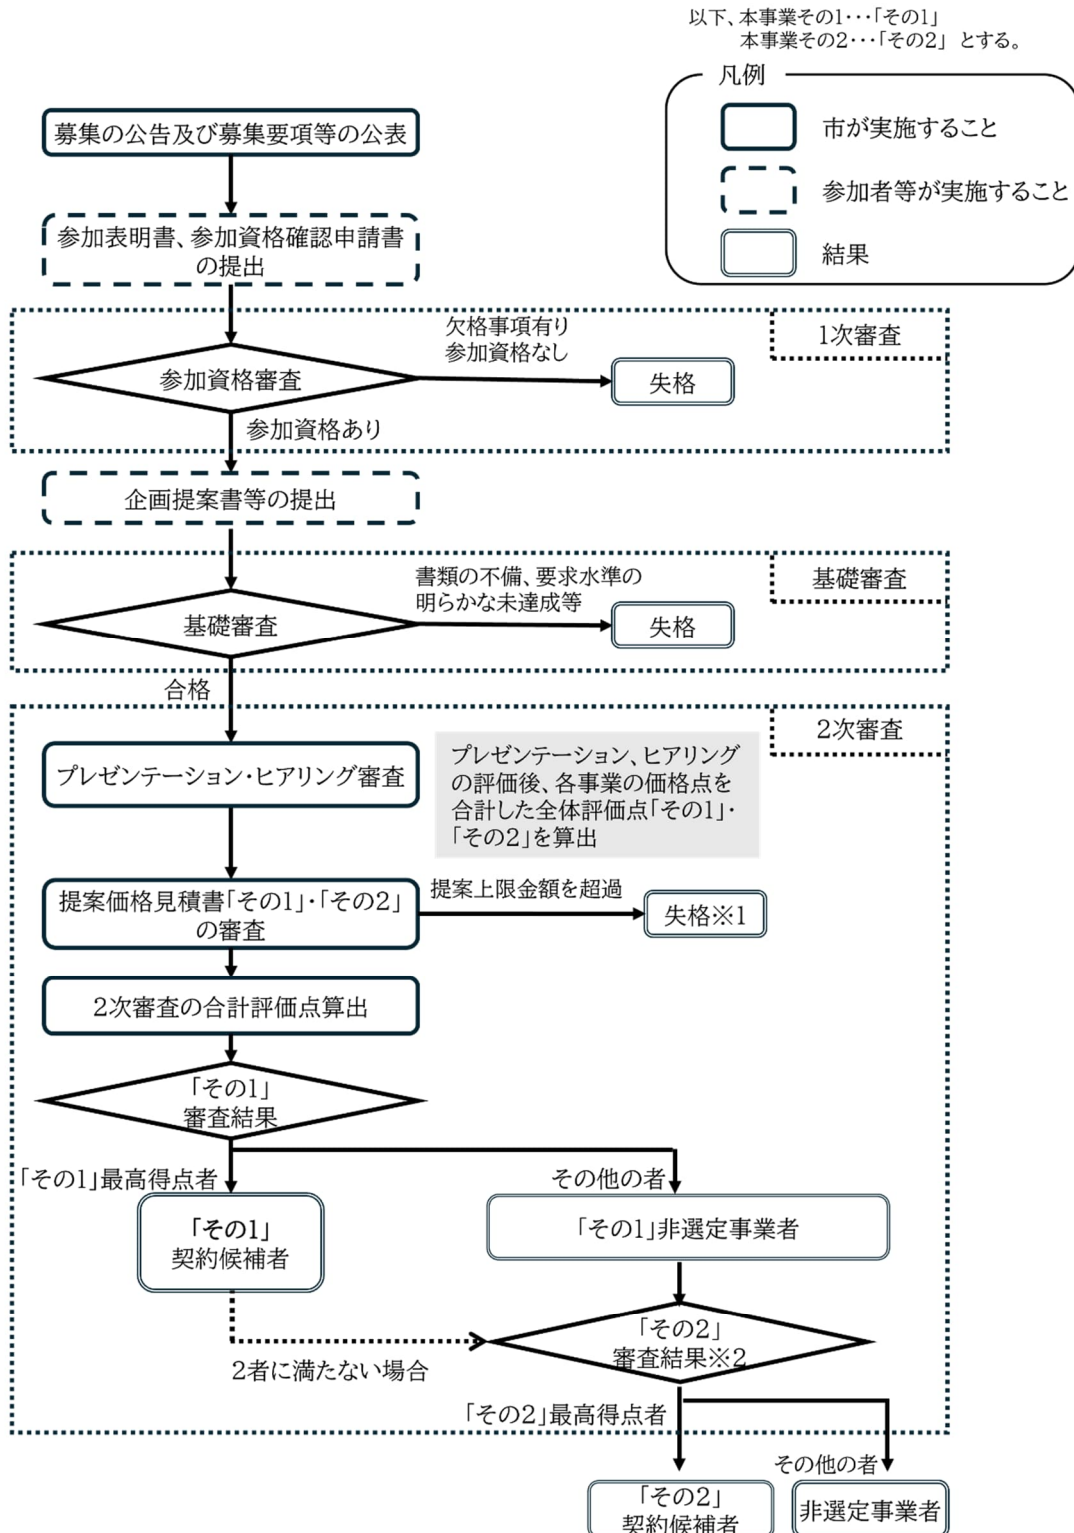 以下、本事業その1・・・「その1」
本事業その2・・・「その2」とする。
凡例
市が実施すること
参加者等が実施すること
結果
募集の公告及び募集要項等の公表
参加表明書、参加資格確認申請書
の提出
1次審査
欠格事項有り
参加資格なし
参加資格審査
失格
参加資格あり
企画提案書等の提出
基礎審査
書類の不備、要求水準の
明らかな未達成等
基礎審査
失格
合格
2次審査
プレゼンテーション・ヒアリング審査
プレゼンテーション、ヒアリング
の評価後、各事業の価格点を
合計した全体評価点「その1」・
「その2」を算出
提案価格見積書「その1」・「その2」
の審査
提案上限金額を超過
失格※1
2次審査の合計評価点算出
「その1」
審査結果
「その1」最高得点者
その他の者
「その1」
契約候補者
「その1」非選定事業者
2者に満たない場合
「その2」
審査結果※2
「その2」最高得点者
その他の者
「その2」
契約候補者
非選定事業者